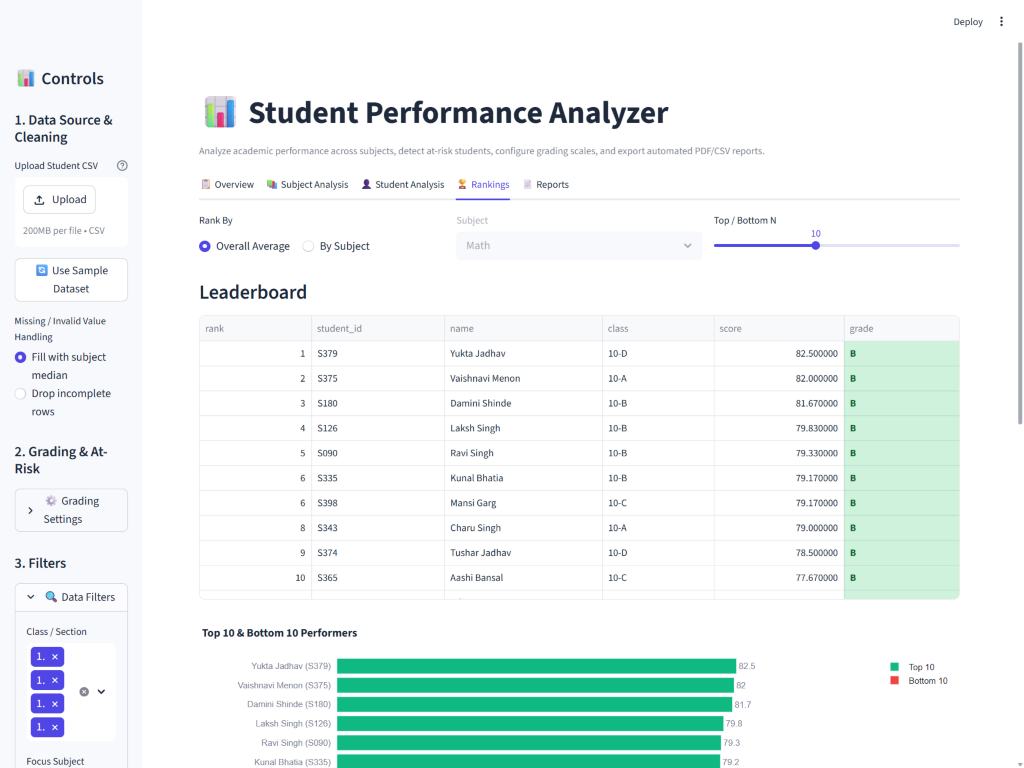 Deploy
Controls
1. Data Source &
Cleaning
Upload Student CSV
Upload
200MB per file • CSV
Use Sample
Dataset
Missing / Invalid Value
Handling
Fill with subject
median
Drop incomplete
rows
2. Grading & At-
Risk
Grading
Settings
3. Filters
Data Filters
Class / Section
1. ×
1. ×
1. ×
1. ×
Focus Subject
Student Performance Analyzer
Analyze academic performance across subjects, detect at-risk students, configure grading scales, and export automated PDF/CSV reports.
Overview Subject Analysis Student Analysis Rankings Reports
Rank By Subject Top / Bottom N
Overall Average By Subject Math 10
Leaderboard
rank student_id name class score grade
1 S379 Yukta Jadhav 10-D 82.500000 B
2 S375 Vaishnavi Menon 10-A 82.000000 B
3 S180 Damini Shinde 10-B 81.670000 B
4 S126 Laksh Singh 10-B 79.830000 B
5 S090 Ravi Singh 10-B 79.330000 B
6 S335 Kunal Bhatia 10-B 79.170000 B
6 S398 Mansi Garg 10-C 79.170000 B
8 S343 Charu Singh 10-A 79.000000 B
9 S374 Tushar Jadhav 10-D 78.500000 B
10 S365 Aashi Bansal 10-C 77.670000 B
Top 10 & Bottom 10 Performers
Yukta Jadhav (S379) 82.5
Vaishnavi Menon (S375) 82
Damini Shinde (S180) 81.7
Laksh Singh (S126) 79.8
Ravi Singh (S090) 79.3
Kunal Bhatia (S335) 79.2
Top 10
Bottom 10